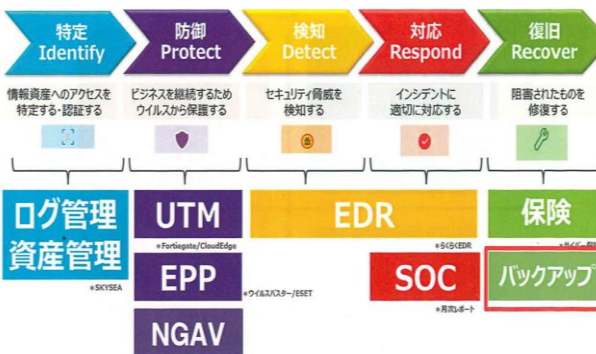 特定
Identify
防御
Protect
検知
Detect
対応
Respond
復旧
Recover
情報資産へのアクセスを
特定する・認証する
ビジネスを継続するため
ウイルスから保護する
セキュリティ脅威を
検知する
インシデントに
適切に対応する
阻害されたものを
修復する
ログ管理
資産管理
*SKYSEA
UTM
*Fortiegate/CloudEdge
EPP
*ウイルスバスター/ESET
NGAV
EDR
*らくらくEDR
SOC
*月次レポート
保険
バックアップ